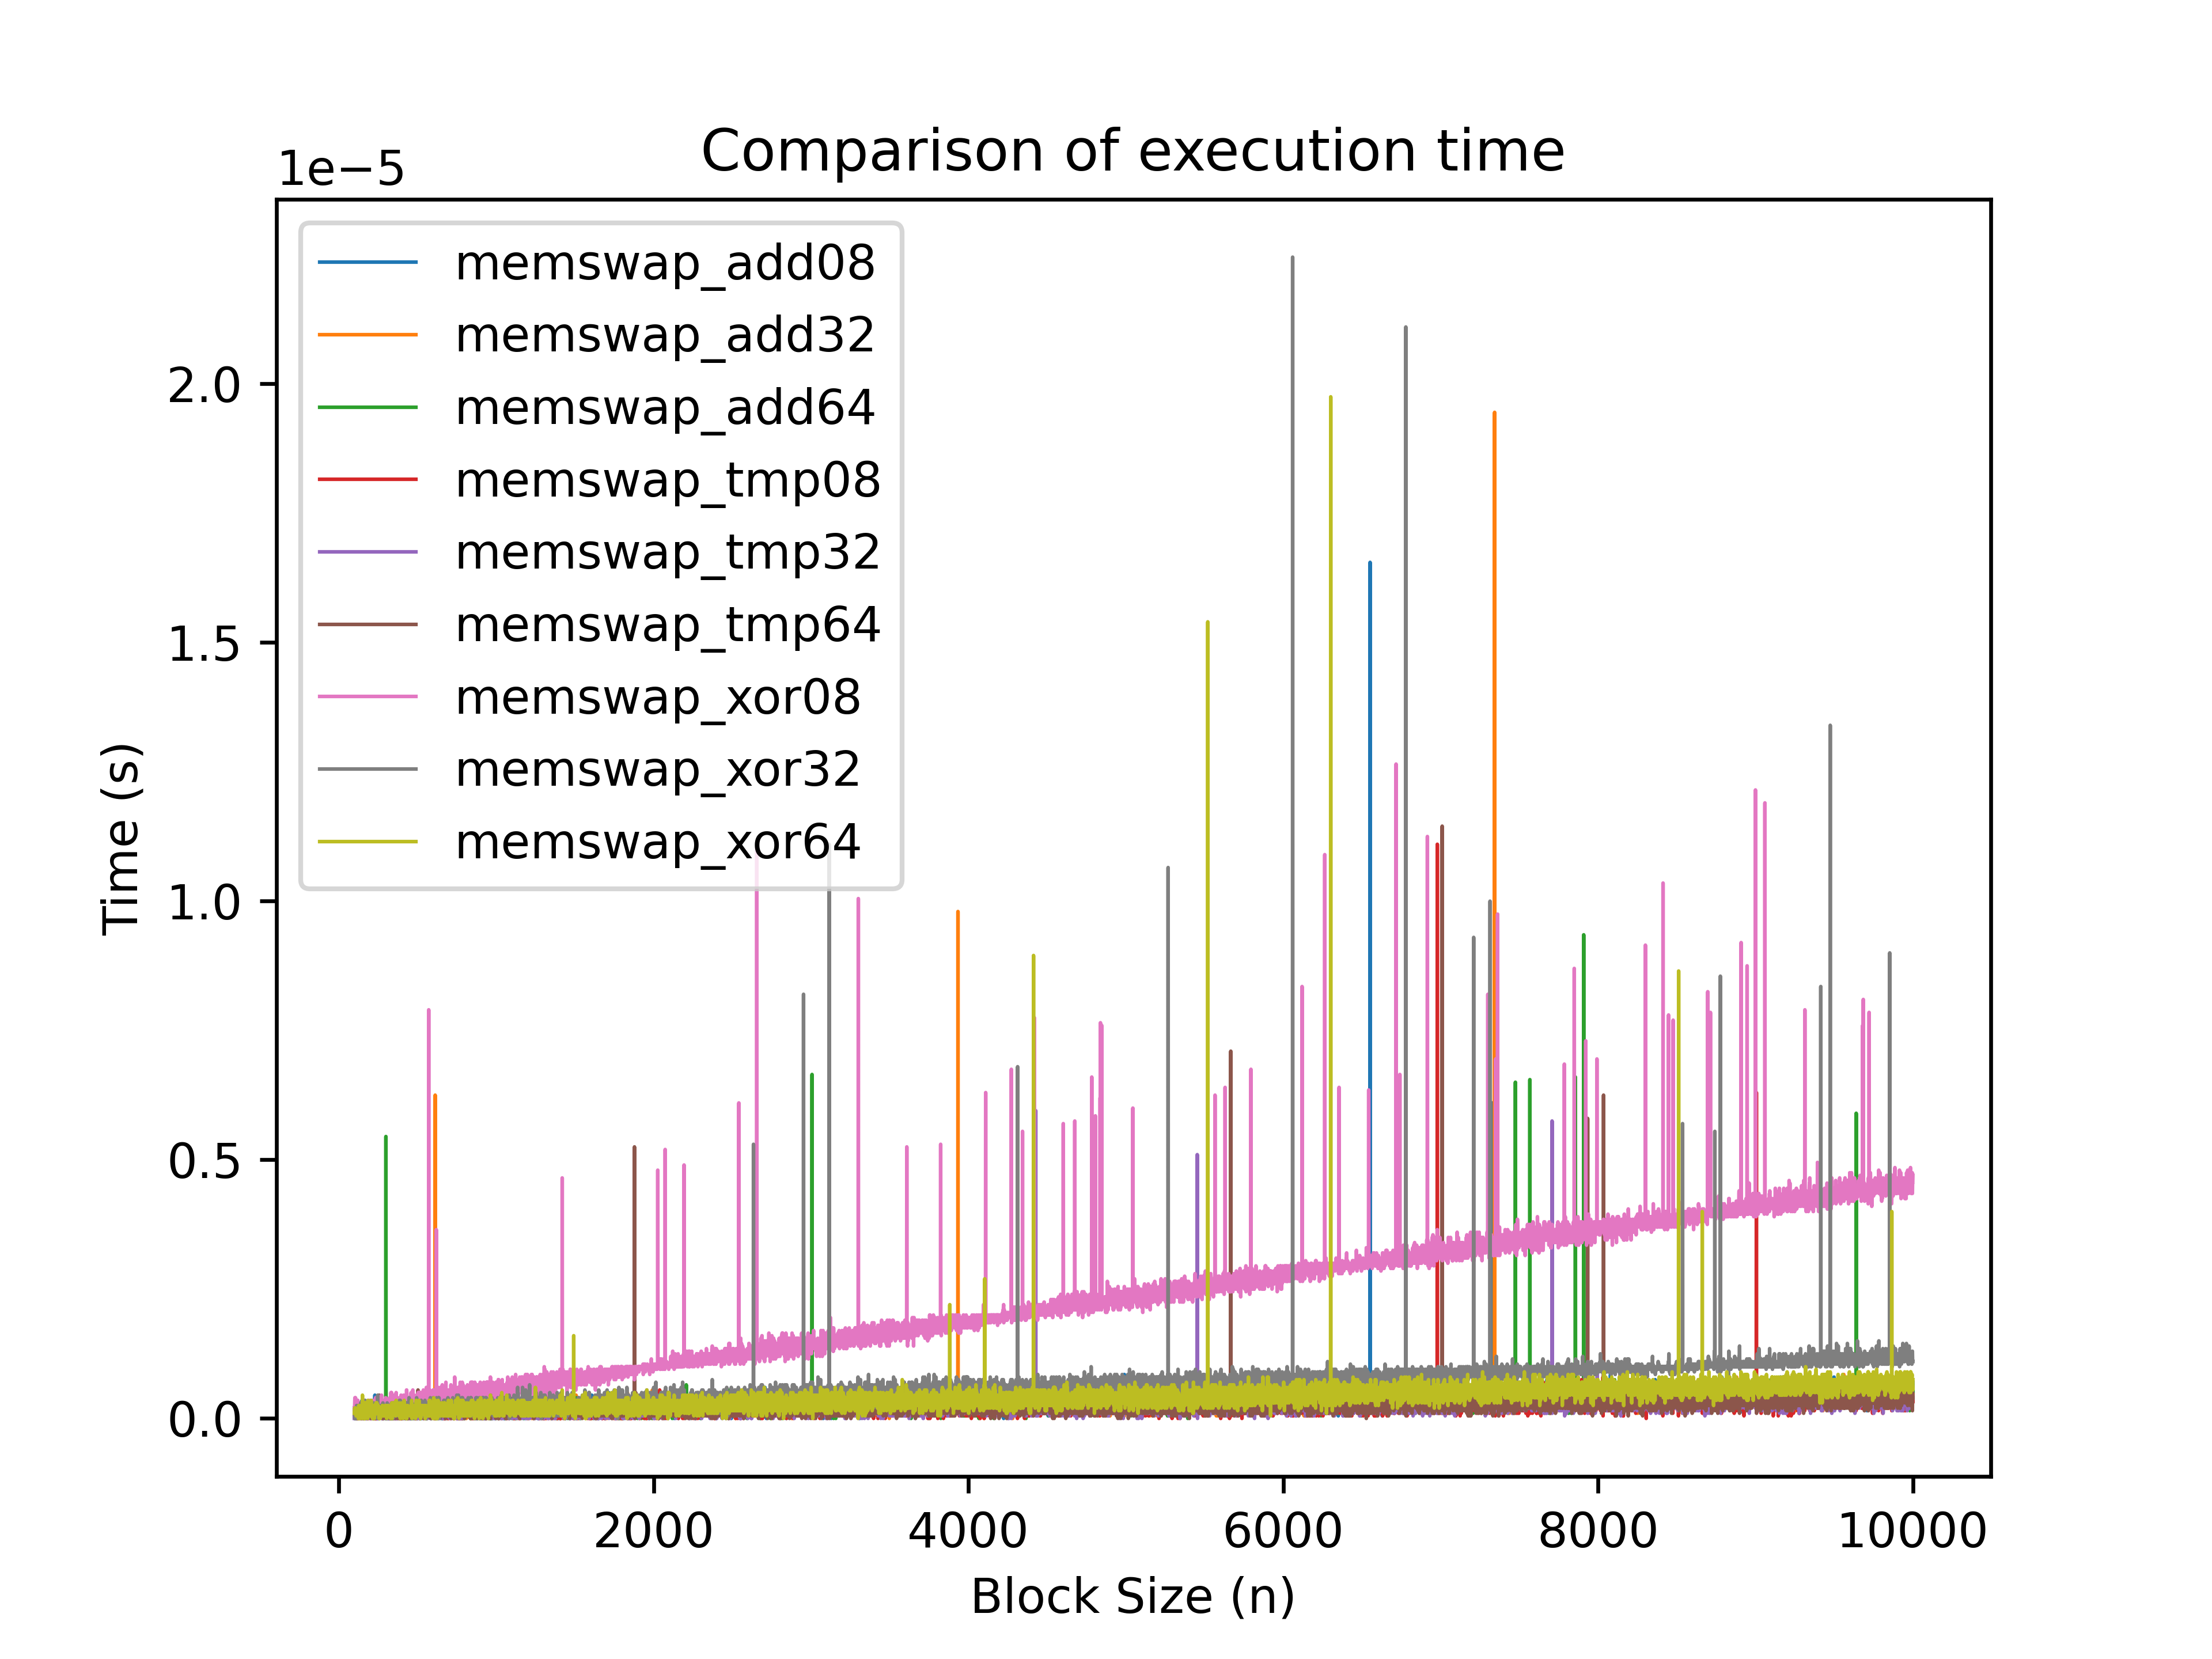 Comparison of execution time
1e−5
memswap_add08
memswap_add32
memswap_add64
memswap_tmp08
memswap_tmp32
memswap_tmp64
memswap_xor08
memswap_xor32
memswap_xor64
2.0
1.5
1.0
0.5
0.0
Time (s)
0 2000 4000 6000 8000 10000
Block Size (n)